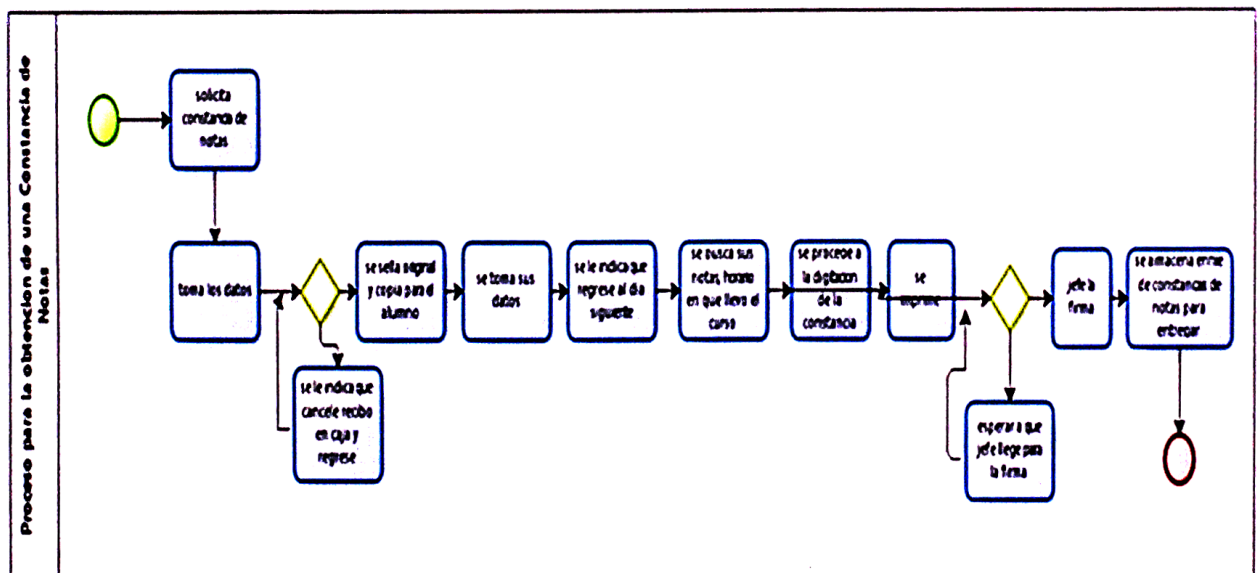 Proceso para la obtencion de una Constancia de
Notas
solicita
constancia de
notas
toma los datos
se sella original
y copia para el
alumno
se toma sus
datos
se le indica que
regrese al dia
siguiente
se busca sus
notas, horario
en que llevo el
curso
se procede a
la digitacion
de la
constancia
se
imprime
jefe la
firma
se almacena en
de constancias de
notas para
entregar
se le indica que
cancele recibo
en caja y
regrese
esperar a que
jefe llege para
la firma